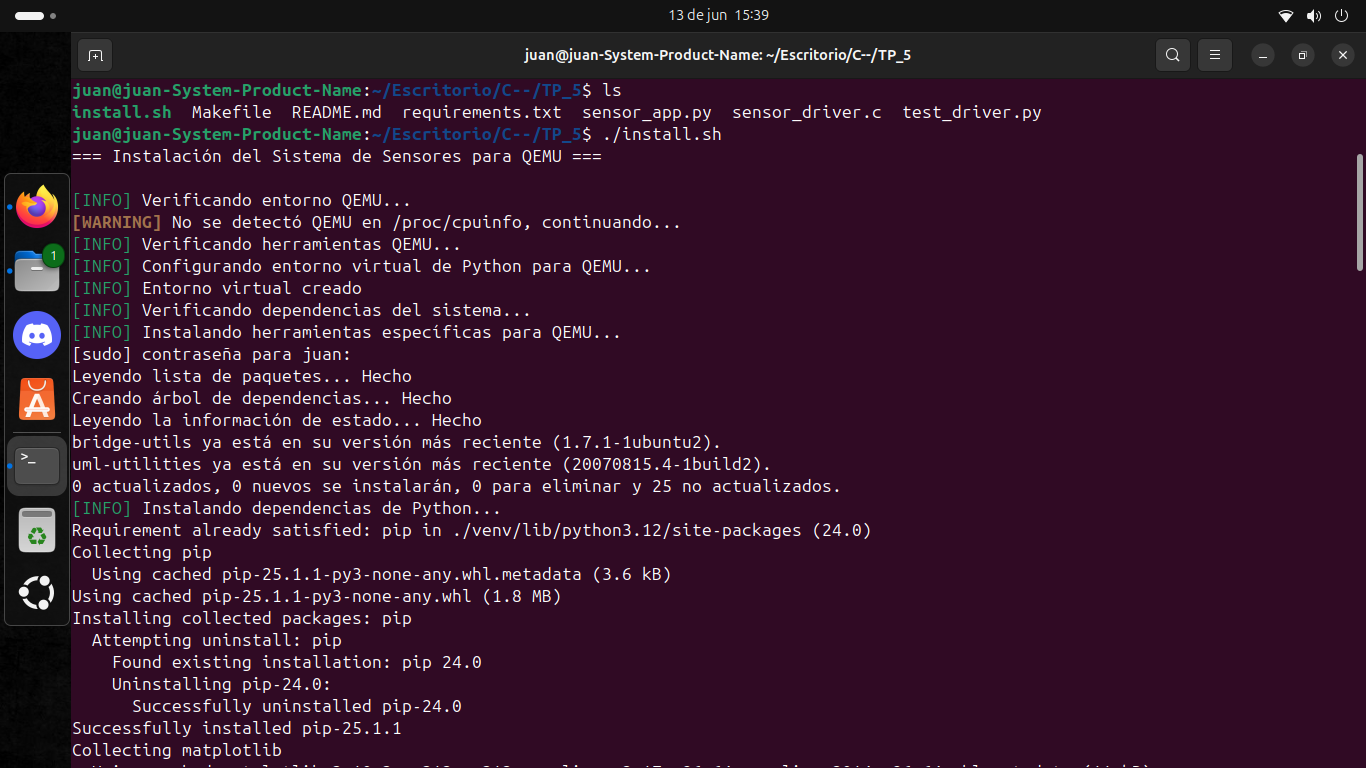 13 de jun 15:39
juan@juan-System-Product-Name: ~/Escritorio/C--/TP_5
juan@juan-System-Product-Name:~/Escritorio/C--/TP_5$ ls
install.sh Makefile README.md requirements.txt sensor_app.py sensor_driver.c test_driver.py
juan@juan-System-Product-Name:~/Escritorio/C--/TP_5$ ./install.sh
=== Instalación del Sistema de Sensores para QEMU ===
[INFO] Verificando entorno QEMU...
[WARNING] No se detectó QEMU en /proc/cpuinfo, continuando...
[INFO] Verificando herramientas QEMU...
[INFO] Configurando entorno virtual de Python para QEMU...
[INFO] Entorno virtual creado
[INFO] Verificando dependencias del sistema...
[INFO] Instalando herramientas específicas para QEMU...
[sudo] contraseña para juan:
Leyendo lista de paquetes... Hecho
Creando árbol de dependencias... Hecho
Leyendo la información de estado... Hecho
bridge-utils ya está en su versión más reciente (1.7.1-1ubuntu2).
uml-utilities ya está en su versión más reciente (20070815.4-1build2).
0 actualizados, 0 nuevos se instalarán, 0 para eliminar y 25 no actualizados.
[INFO] Instalando dependencias de Python...
Requirement already satisfied: pip in ./venv/lib/python3.12/site-packages (24.0)
Collecting pip
Using cached pip-25.1.1-py3-none-any.whl.metadata (3.6 kB)
Using cached pip-25.1.1-py3-none-any.whl (1.8 MB)
Installing collected packages: pip
Attempting uninstall: pip
Found existing installation: pip 24.0
Uninstalling pip-24.0:
Successfully uninstalled pip-24.0
Successfully installed pip-25.1.1
Collecting matplotlib
1
>_